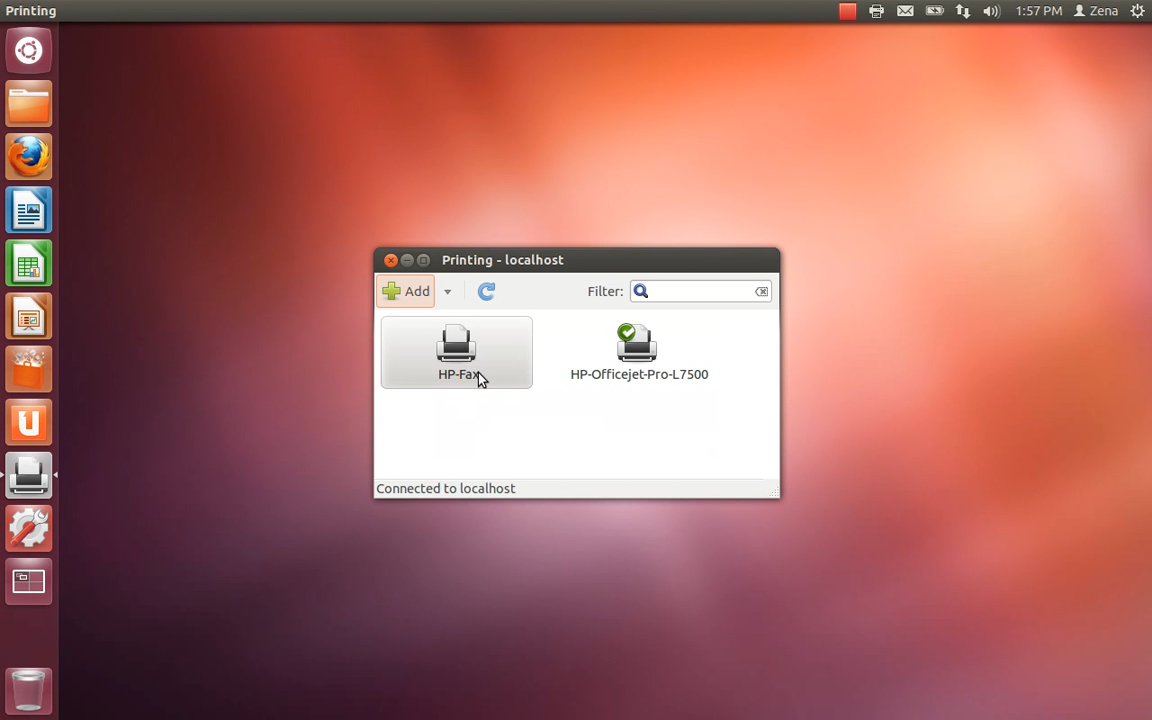 Printing
1:57 PM Zena
Printing - localhost
Add
Filter:
HP-Fax
HP-Officejet-Pro-L7500
Connected to localhost